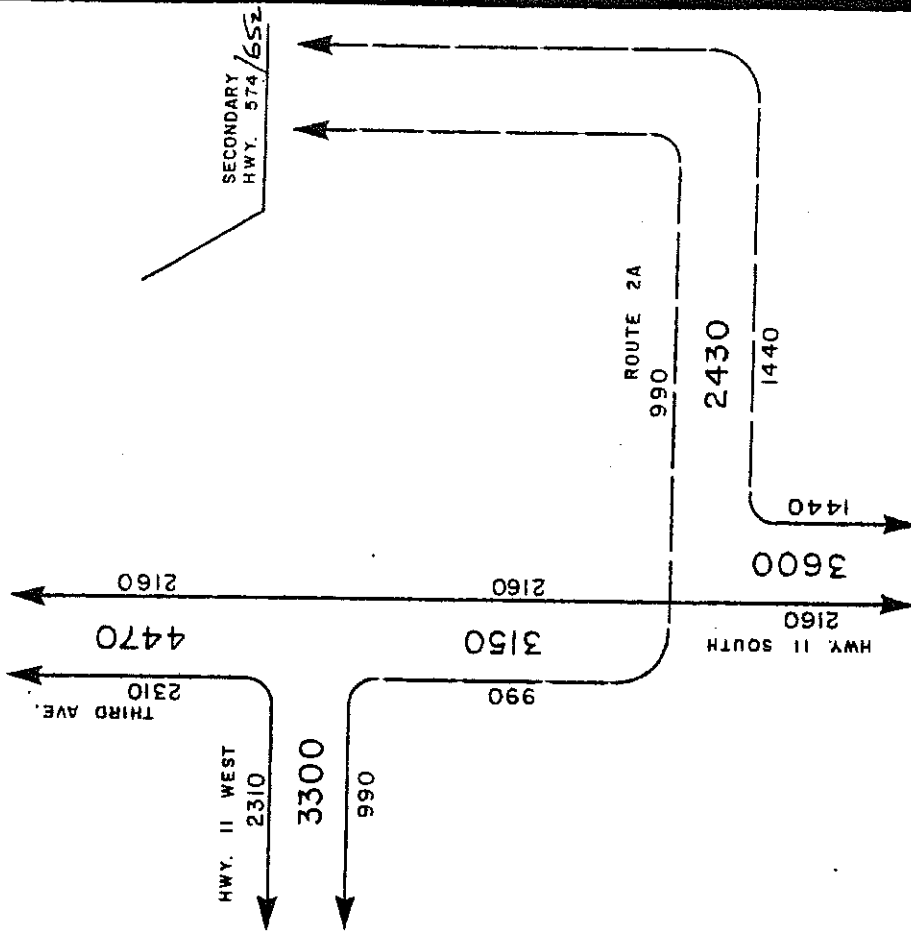 SECONDARY
HWY. 574/652
ROUTE 2A
990
2430
1440
1440
3600
2160
2160
2160
HWY. 11 SOUTH
4470
3150
2310
THIRD AVE.
990
HWY. 11 WEST
2310
3300
990